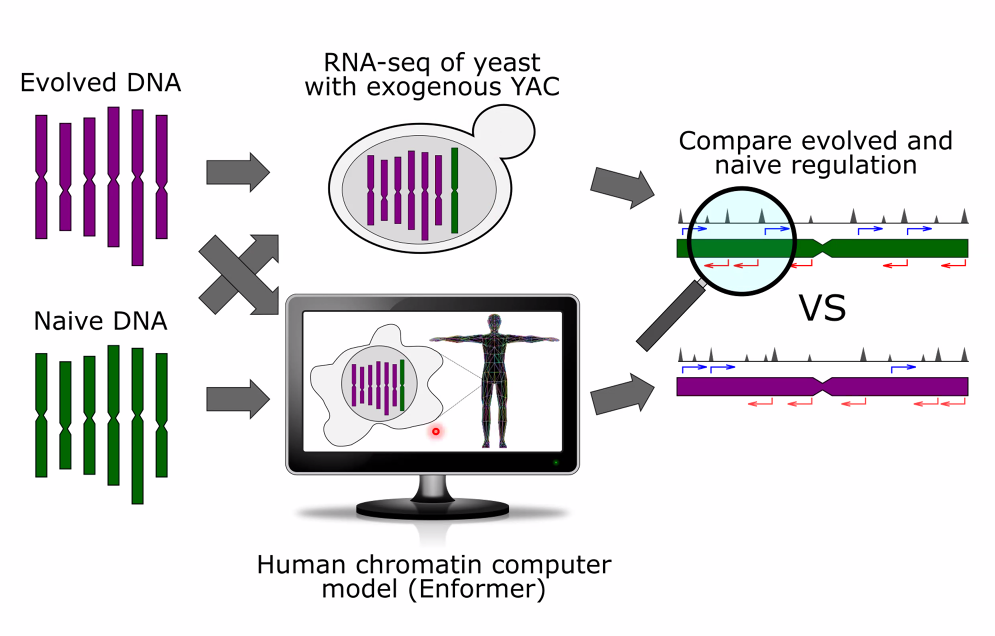 Evolved DNA
RNA-seq of yeast
with exogenous YAC
Compare evolved and
naive regulation
Naive DNA
VS
Human chromatin computer
model (Enformer)